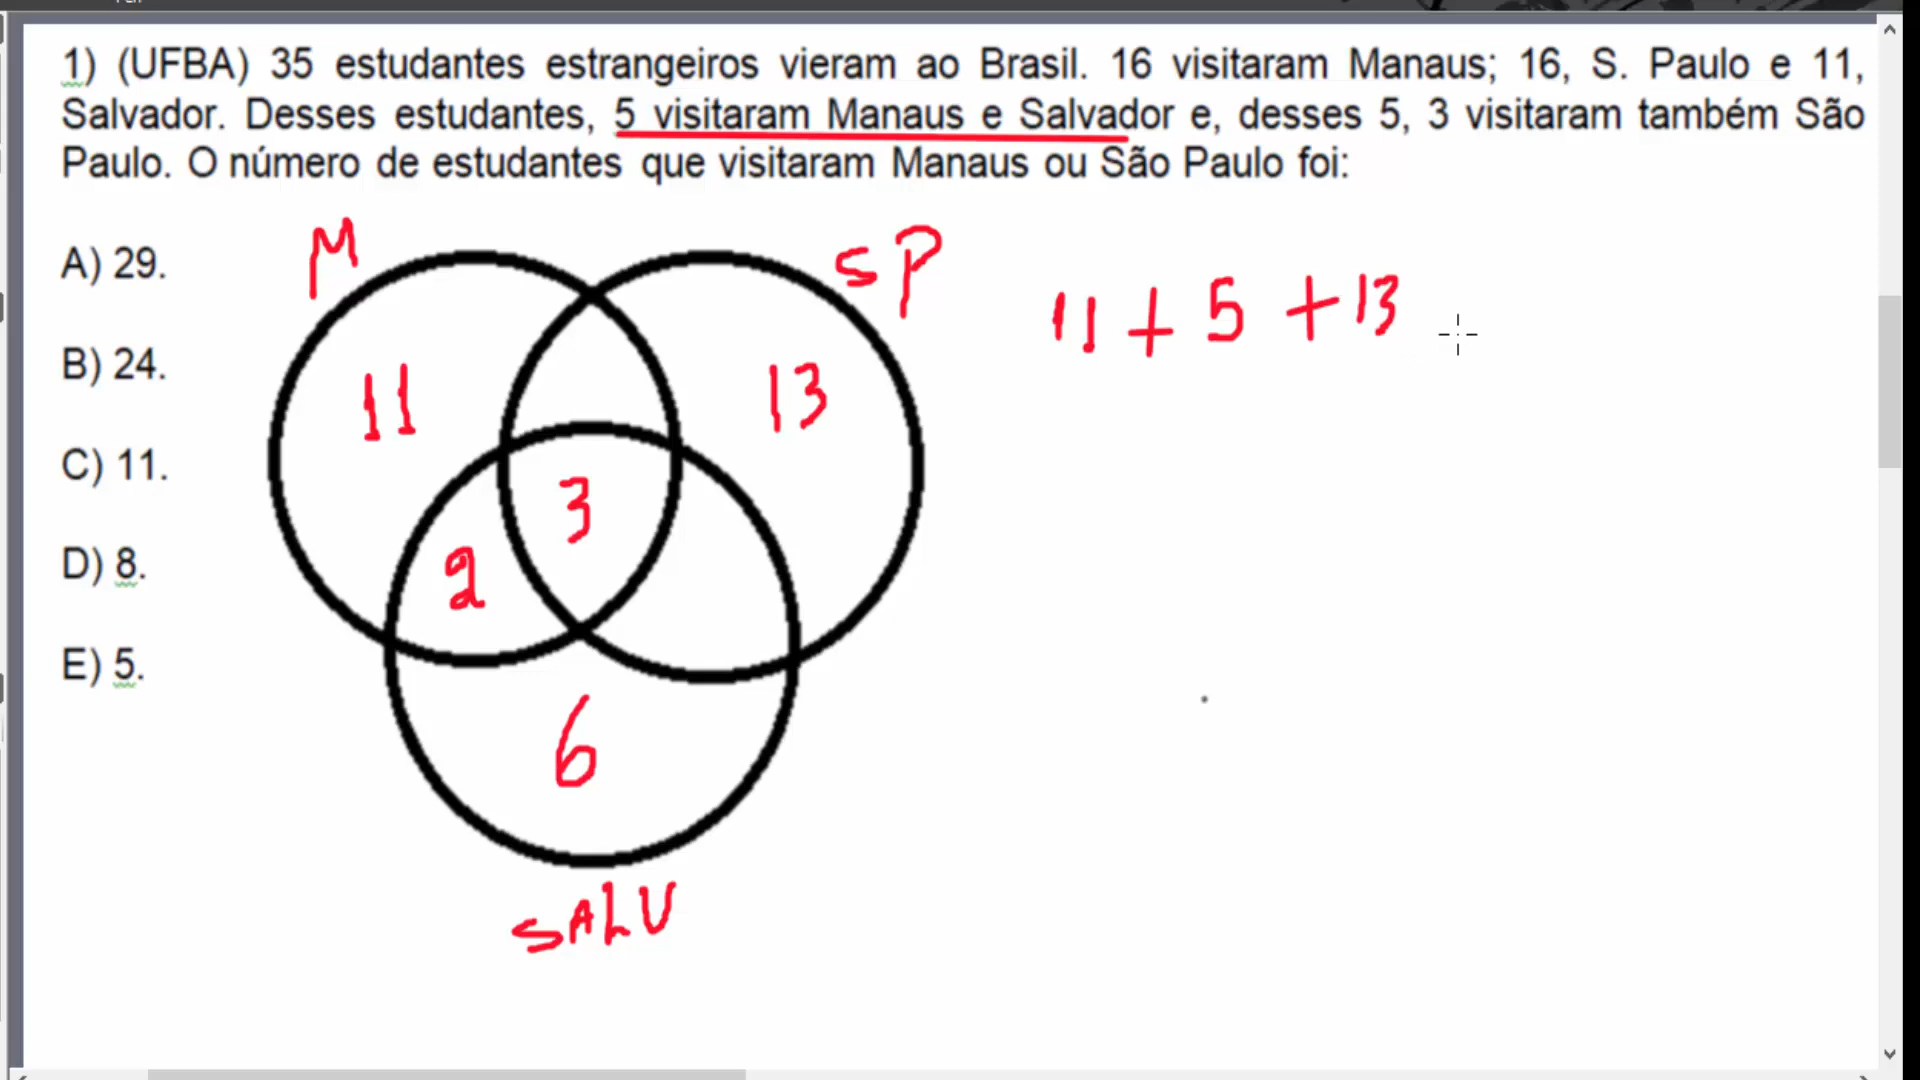 1) (UFBA) 35 estudantes estrangeiros vieram ao Brasil. 16 visitaram Manaus; 16, S. Paulo e 11,
Salvador. Desses estudantes, 5 visitaram Manaus e Salvador e, desses 5, 3 visitaram também São
Paulo. O número de estudantes que visitaram Manaus ou São Paulo foi:
A) 29.
B) 24.
C) 11.
D) 8.
E) 5.
M
SP
11 + 5 + 13
11
13
3
2
6
SALV